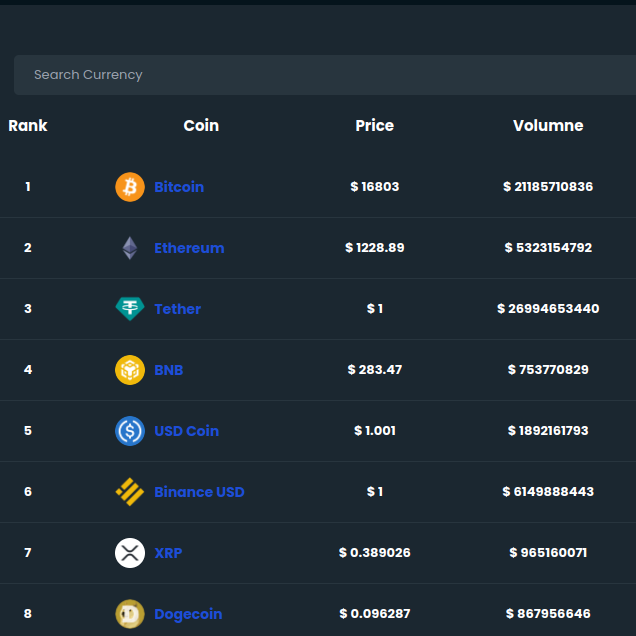 Search Currency
Rank Coin Price Volumne
1 Bitcoin $ 16803 $ 21185710836
2 Ethereum $ 1228.89 $ 5323154792
3 Tether $ 1 $ 26994653440
4 BNB $ 283.47 $ 753770829
5 USD Coin $ 1.001 $ 1892161793
6 Binance USD $ 1 $ 6149888443
7 XRP $ 0.389026 $ 965160071
8 Dogecoin $ 0.096287 $ 867956646